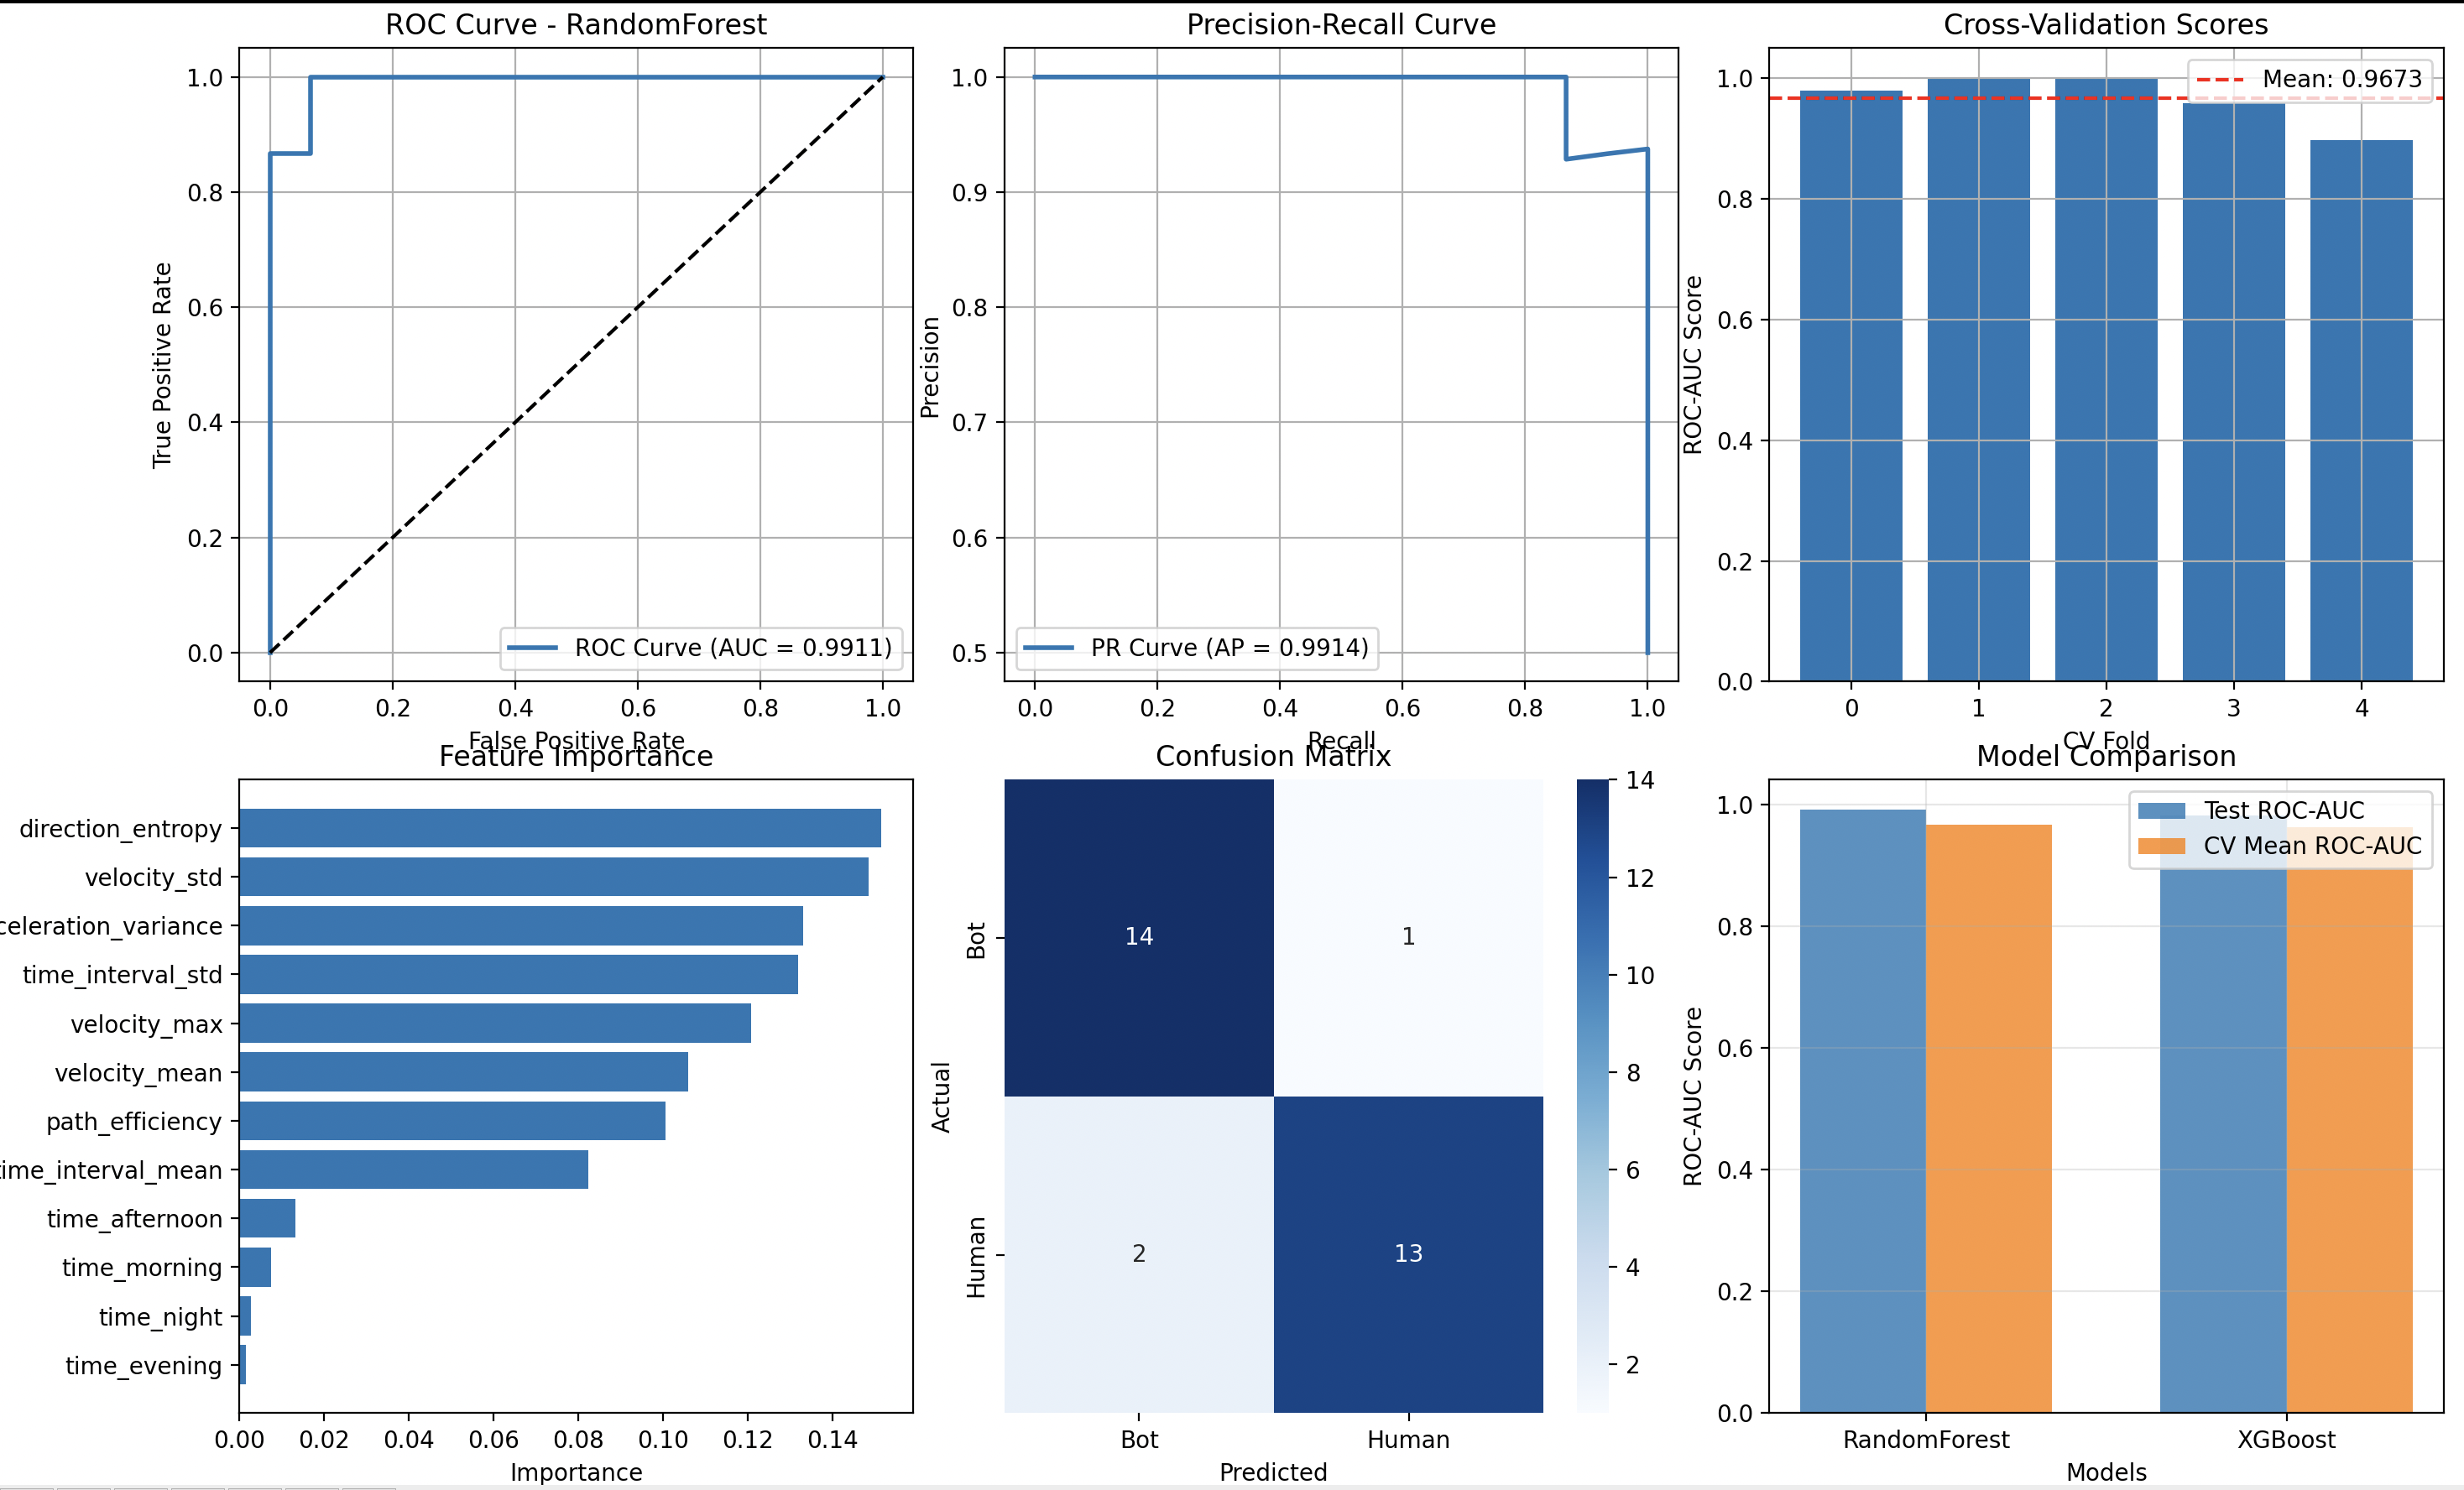 ROC Curve - RandomForest
True Positive Rate
1.0
0.8
0.6
0.4
0.2
0.0
ROC Curve (AUC = 0.9911)
0.0 0.2 0.4 0.6 0.8 1.0
False Positive Rate
Precision-Recall Curve
Precision
1.0
0.9
0.8
0.7
0.6
0.5
PR Curve (AP = 0.9914)
0.0 0.2 0.4 0.6 0.8 1.0
Recall
Cross-Validation Scores
ROC-AUC Score
1.0
0.8
0.6
0.4
0.2
0.0
Mean: 0.9673
0 1 2 3 4
CV Fold
Feature Importance
direction_entropy
velocity_std
celeration_variance
time_interval_std
velocity_max
velocity_mean
path_efficiency
time_interval_mean
time_afternoon
time_morning
time_night
time_evening
0.00 0.02 0.04 0.06 0.08 0.10 0.12 0.14
Importance
Confusion Matrix
Actual
Bot
Human
14 1
2 13
14
12
10
8
6
4
2
Bot Human
Predicted
Model Comparison
ROC-AUC Score
1.0
0.8
0.6
0.4
0.2
0.0
Test ROC-AUC
CV Mean ROC-AUC
RandomForest XGBoost
Models